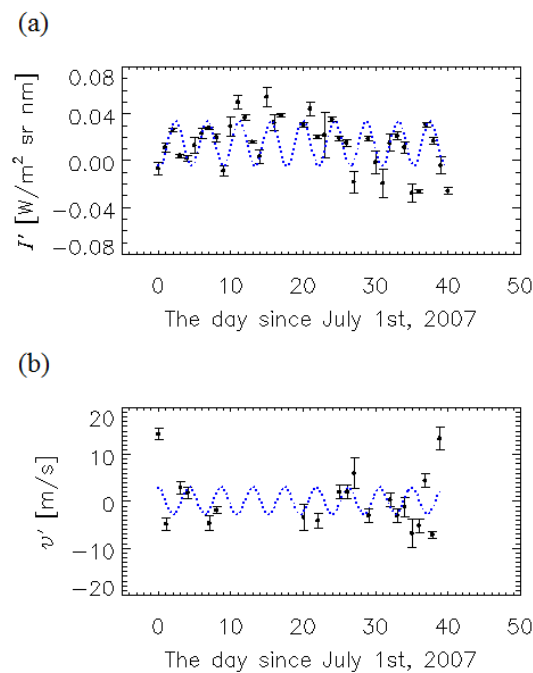 (a)
0.08
0.04
0.00
−0.04
−0.08
I' [W/m² sr nm]
0 10 20 30 40 50
The day since July 1st, 2007
(b)
20
10
0
−10
−20
v' [m/s]
0 10 20 30 40 50
The day since July 1st, 2007